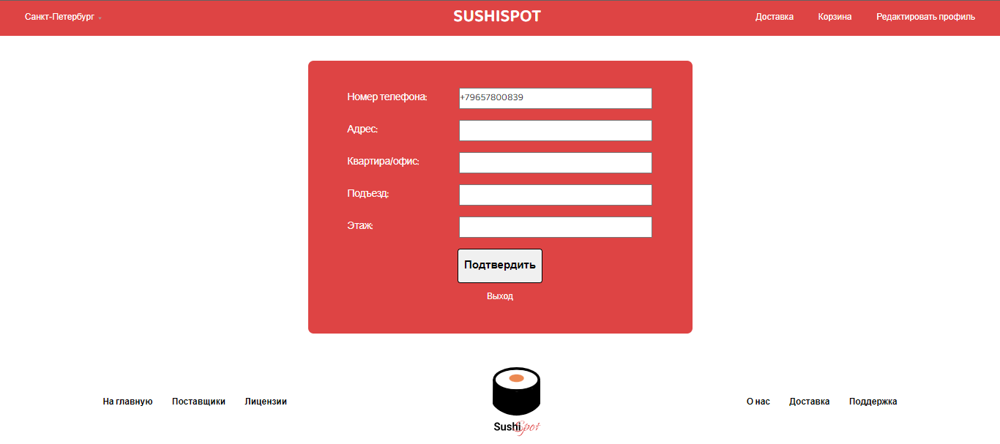 Санкт-Петербург
SUSHISPOT
Доставка
Корзина
Редактировать профиль
Номер телефона:
+79657800839
Адрес:
Квартира/офис:
Подъезд:
Этаж:
Подтвердить
Выход
На главную
Поставщики
Лицензии
SushiSpot
О нас
Доставка
Поддержка